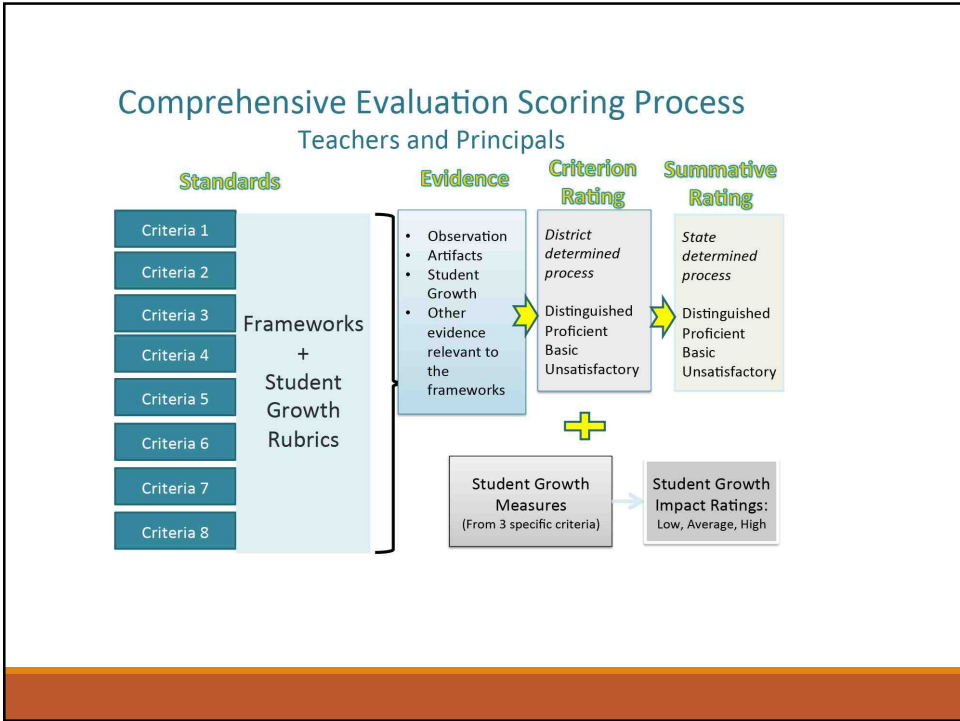 Comprehensive Evaluation Scoring Process
Teachers and Principals
Standards
Criteria 1
Criteria 2
Criteria 3
Criteria 4
Criteria 5
Criteria 6
Criteria 7
Criteria 8
Frameworks
+
Student
Growth
Rubrics
Evidence
• Observation
• Artifacts
• Student
Growth
• Other
evidence
relevant to
the
frameworks
Criterion
Rating
District
determined
process
Distinguished
Proficient
Basic
Unsatisfactory
Summative
Rating
State
determined
process
Distinguished
Proficient
Basic
Unsatisfactory
Student Growth
Measures
(From 3 specific criteria)
Student Growth
Impact Ratings:
Low, Average, High